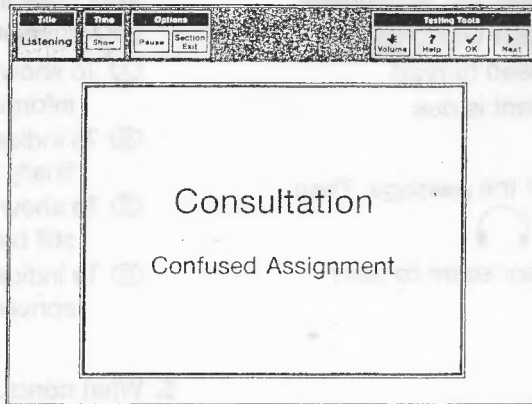 Title Time Options Testing Tools
Listening Show Pause Section Exit Volume Help OK Next
Consultation
Confused Assignment